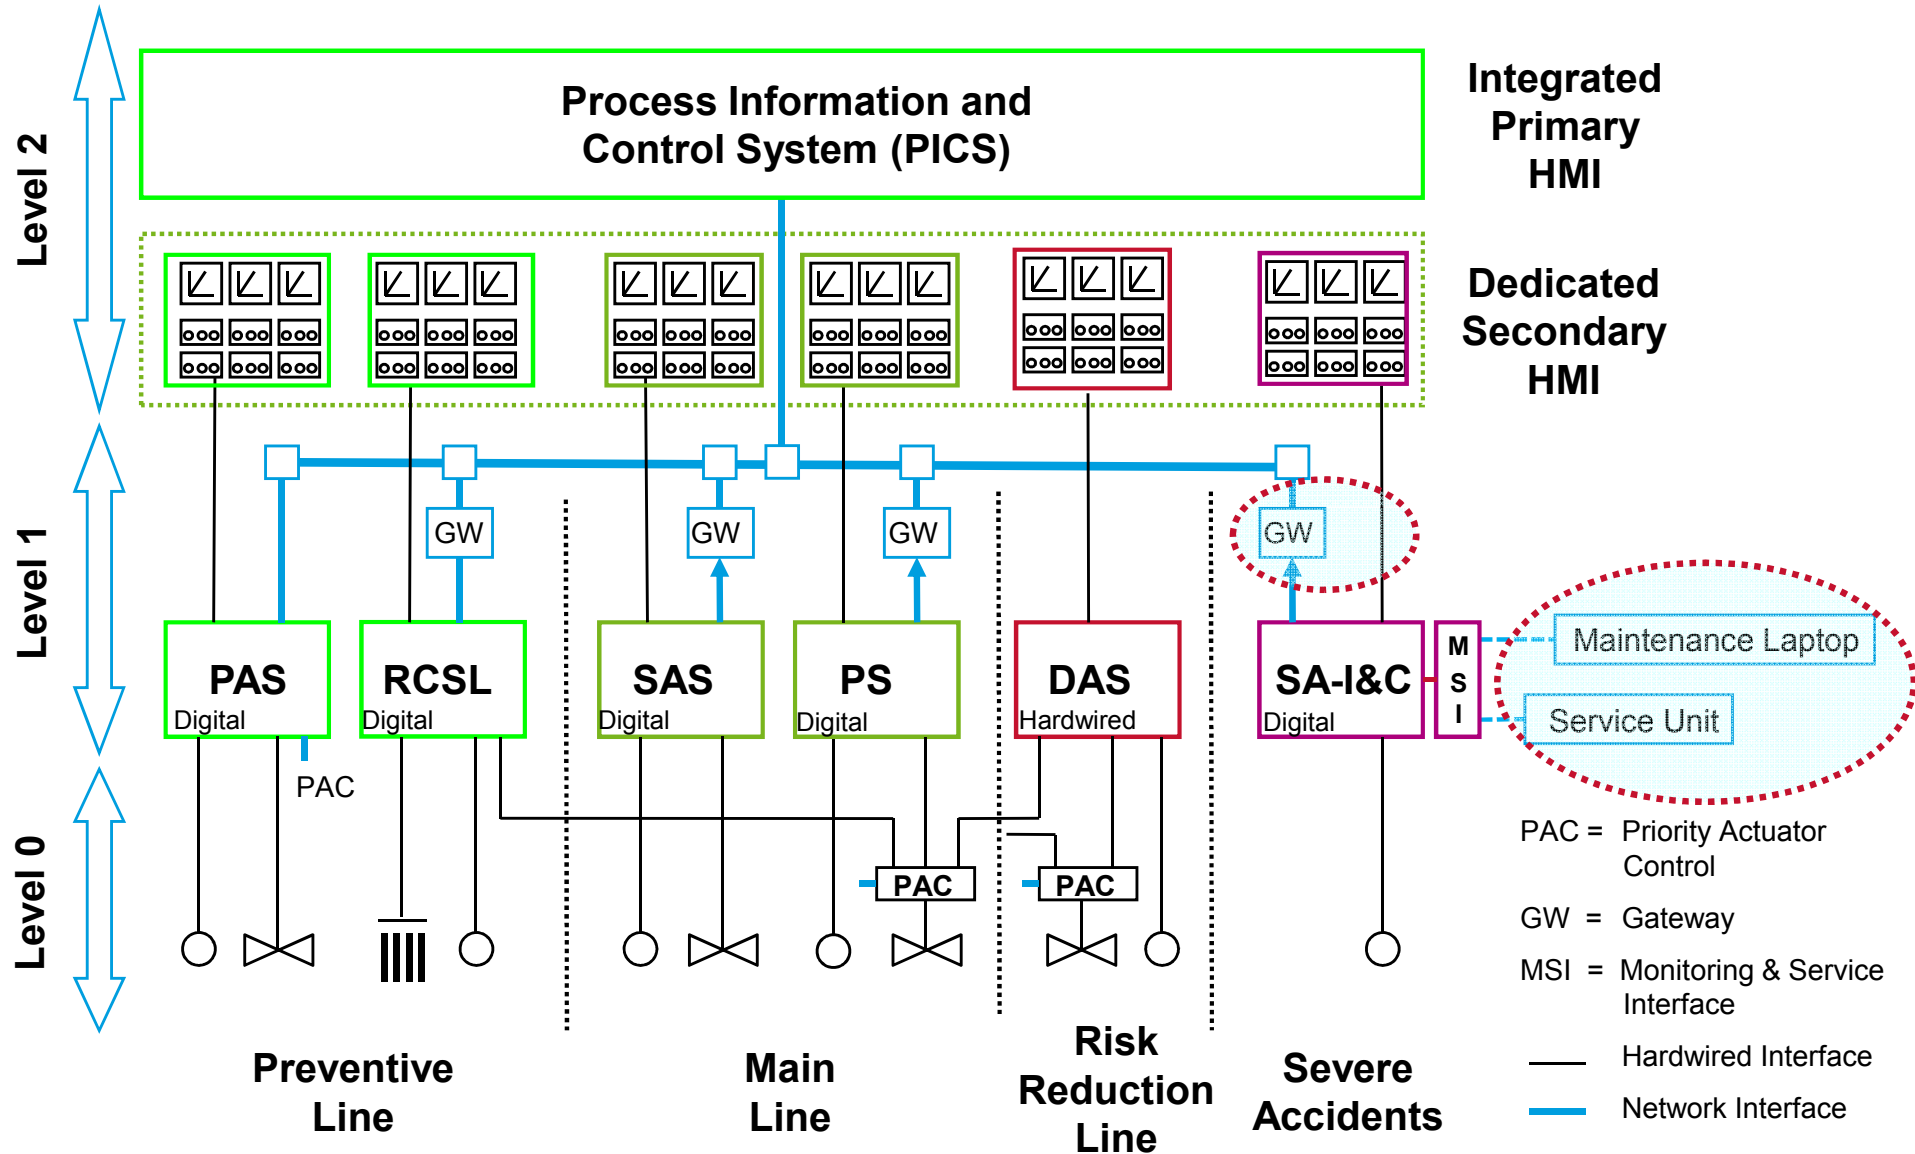 Process Information and
Control System (PICS)
Integrated
Primary
HMI
Level 2
Dedicated
Secondary
HMI
Level 1
GW
GW
GW
GW
PAS
Digital
RCSL
Digital
SAS
Digital
PS
Digital
DAS
Hardwired
SA-I&C
Digital
M
S
I
Maintenance Laptop
Service Unit
PAC
Level 0
PAC
PAC
PAC = Priority Actuator
Control
GW = Gateway
MSI = Monitoring & Service
Interface
Hardwired Interface
Network Interface
Preventive
Line
Main
Line
Risk
Reduction
Line
Severe
Accidents